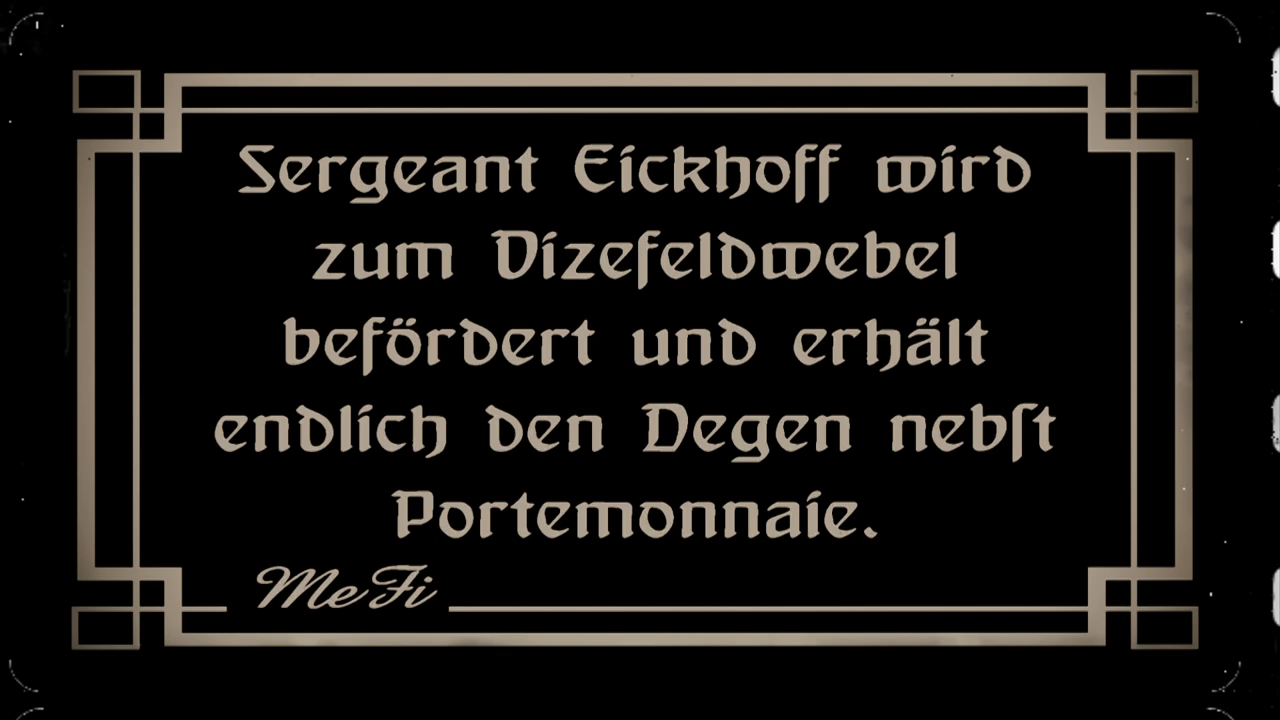 Sergeant Eickhoff wird
zum Vizefeldwebel
befördert und erhält
endlich den Degen nebſt
Portemonnaie.
MeFi